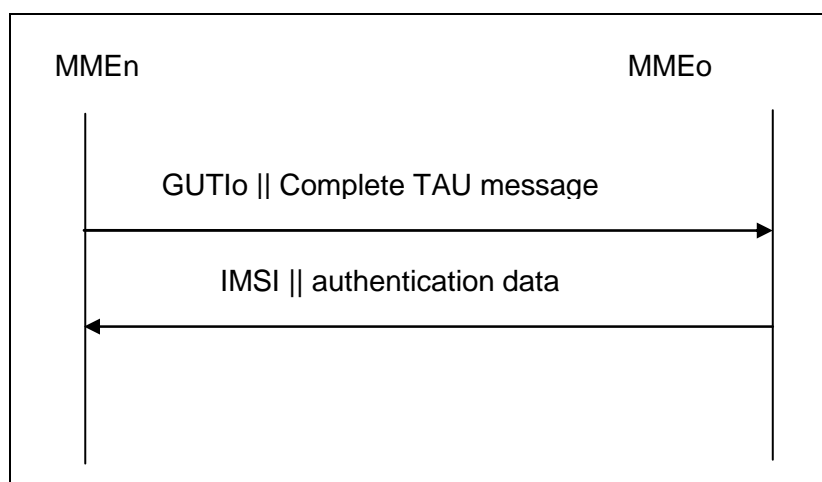 MMEn MMEo
GUTIo || Complete TAU message
IMSI || authentication data